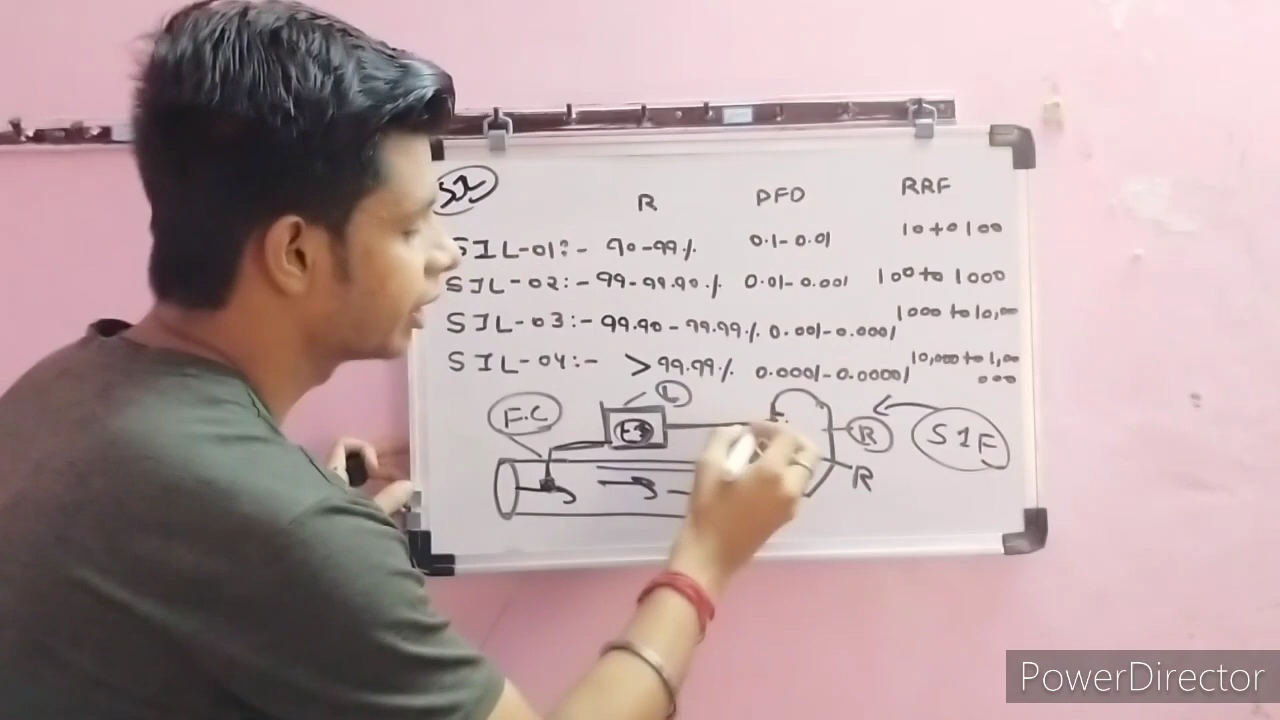 SIL
R PFD RRF
SIL-01:- 90-99% 0.1-0.01 10 to 100
SIL-02:- 99-99.90% 0.01-0.001 100 to 1000
SIL-03:- 99.90-99.99% 0.001-0.0001 1000 to 10,000
SIL-04:- >99.99% 0.0001-0.00001 10,000 to 1,00
000
F.C L
R SIF
R
PowerDirector